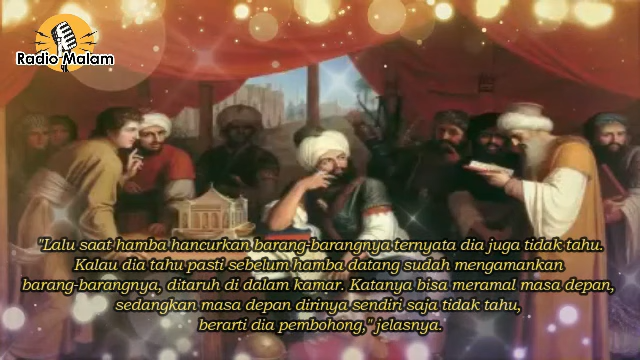 Radio Malam
"Lalu saat hamba hancurkan barang-barangnya ternyata dia juga tidak tahu.
Kalau dia tahu pasti sebelum hamba datang sudah mengamankan
barang-barangnya, ditaruh di dalam kamar. Katanya bisa meramal masa depan,
sedangkan masa depan dirinya sendiri saja tidak tahu,
berarti dia pembohong," jelasnya.